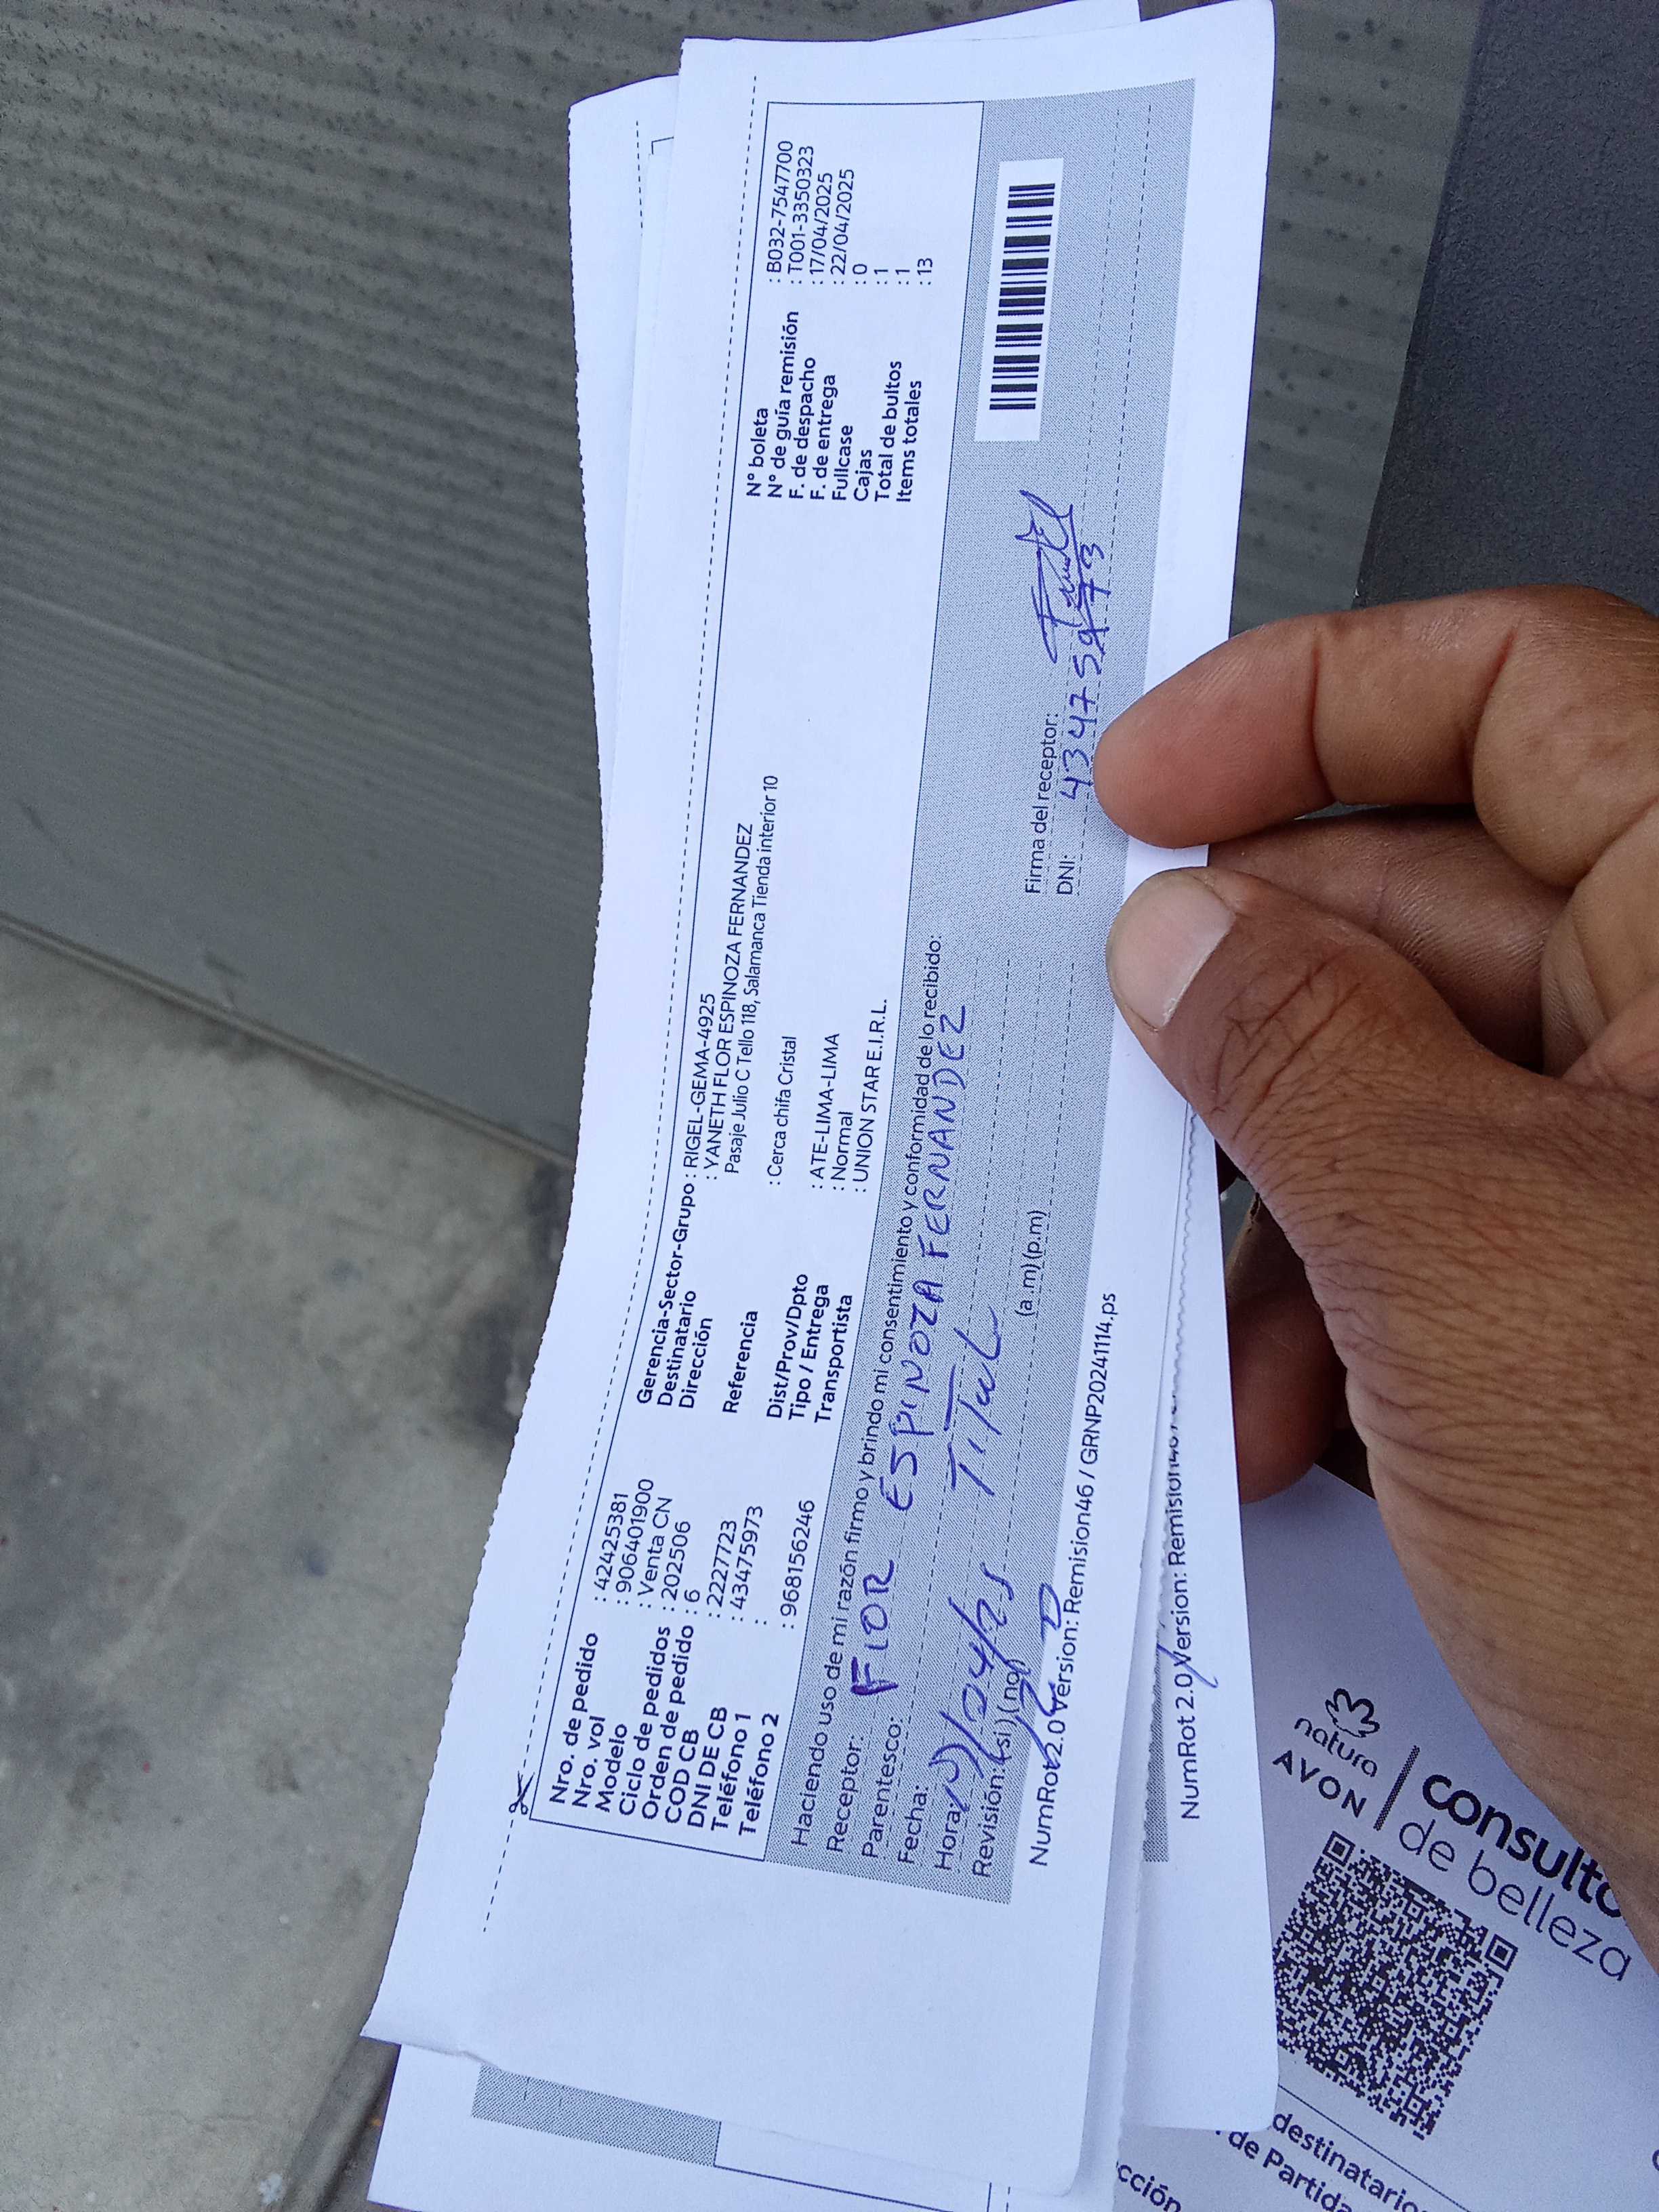 Nro. de pedido : 42425381
Nro. vol : 90640190​0
Modelo : Venta CN
Ciclo de pedidos : 202506
Orden de pedido : 6
COD CB : 2227723
DNI DE CB : 43475973
Teléfono 1 :
Teléfono 2 : 968156246
Gerencia-Sector-Grupo : RIGEL-GEMA-4925
Destinatario : YANETH FLOR ESPINOZA FERNANDEZ
Dirección Pasaje Julio C Tello 118, Salamanca Tienda interior 10
Referencia : Cerca chifa Cristal
Dist/Prov/Dpto : ATE-LIMA-LIMA
Tipo / Entrega : Normal
Transportista : UNION STAR E.I.R.L.
N° boleta : B032-7547700
N° de guía remisión : T001-3350323
F. de despacho : 17/04/2025
F. de entrega : 22/04/2025
Fullcase : 0
Cajas : 1
Total de bultos : 1
Items totales : 13
Haciendo uso de mi razón firmo y brindo mi consentimiento y conformidad de lo recibido:
Receptor: FLOR ESPINOZA FERNANDEZ
Parentesco:
Fecha:
Hora (a .m) (p.m)
Revisión: (si) (no)
Firma del receptor:
DNI: 43475973
NumRot2.0 Version: Remision46 / GRNP20241114.ps
NumRot 2.0 Version:
natura
AVON
consulto
de belleza
destinatario
de Partida
cción